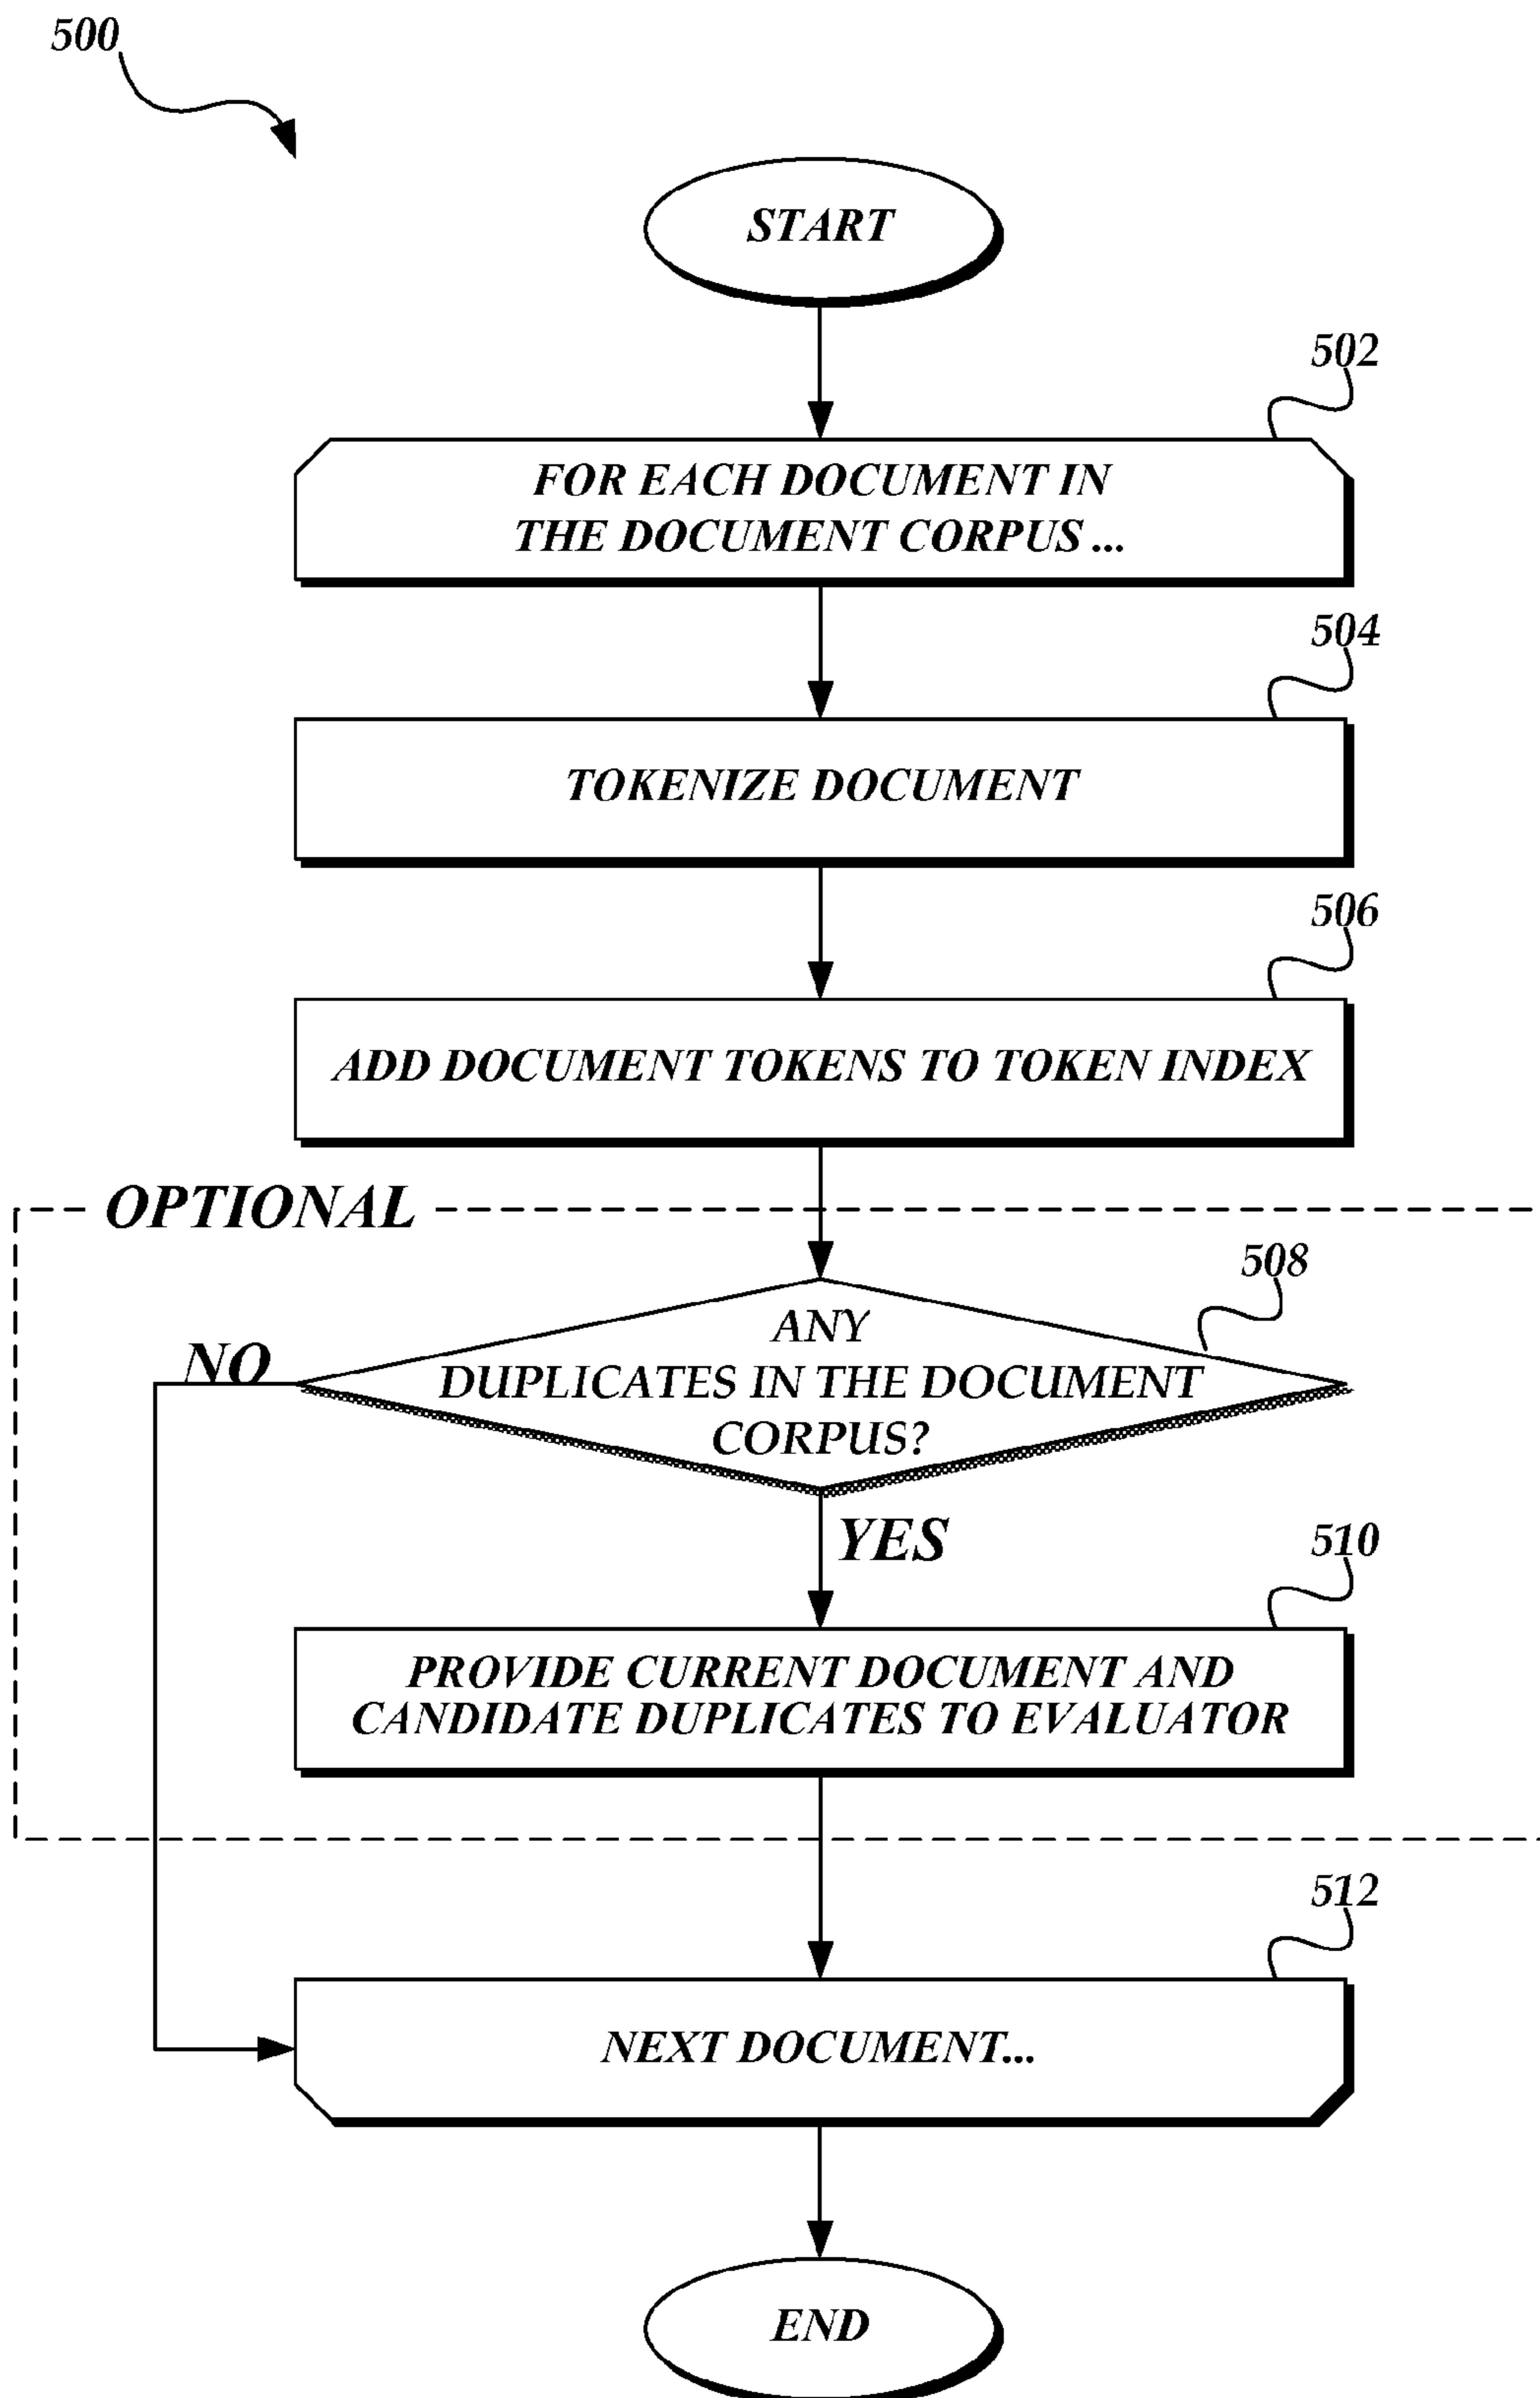 500
START
502
FOR EACH DOCUMENT IN
THE DOCUMENT CORPUS ...
504
TOKENIZE DOCUMENT
506
ADD DOCUMENT TOKENS TO TOKEN INDEX
OPTIONAL
508
ANY
DUPLICATES IN THE DOCUMENT
CORPUS?
NO
YES
510
PROVIDE CURRENT DOCUMENT AND
CANDIDATE DUPLICATES TO EVALUATOR
512
NEXT DOCUMENT...
END